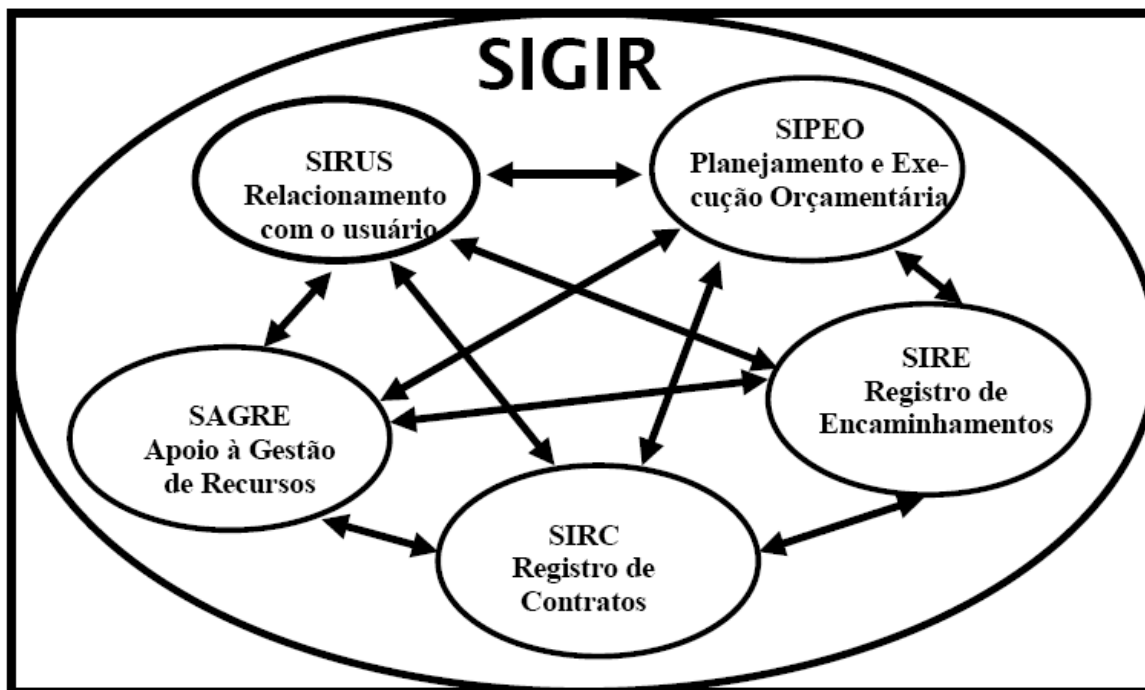 SIGIR
SIRUS
Relacionamento
com o usuário
SIPEO
Planejamento e Exe-
cução Orçamentária
SAGRE
Apoio à Gestão
de Recursos
SIRE
Registro de
Encaminhamentos
SIRC
Registro de
Contratos